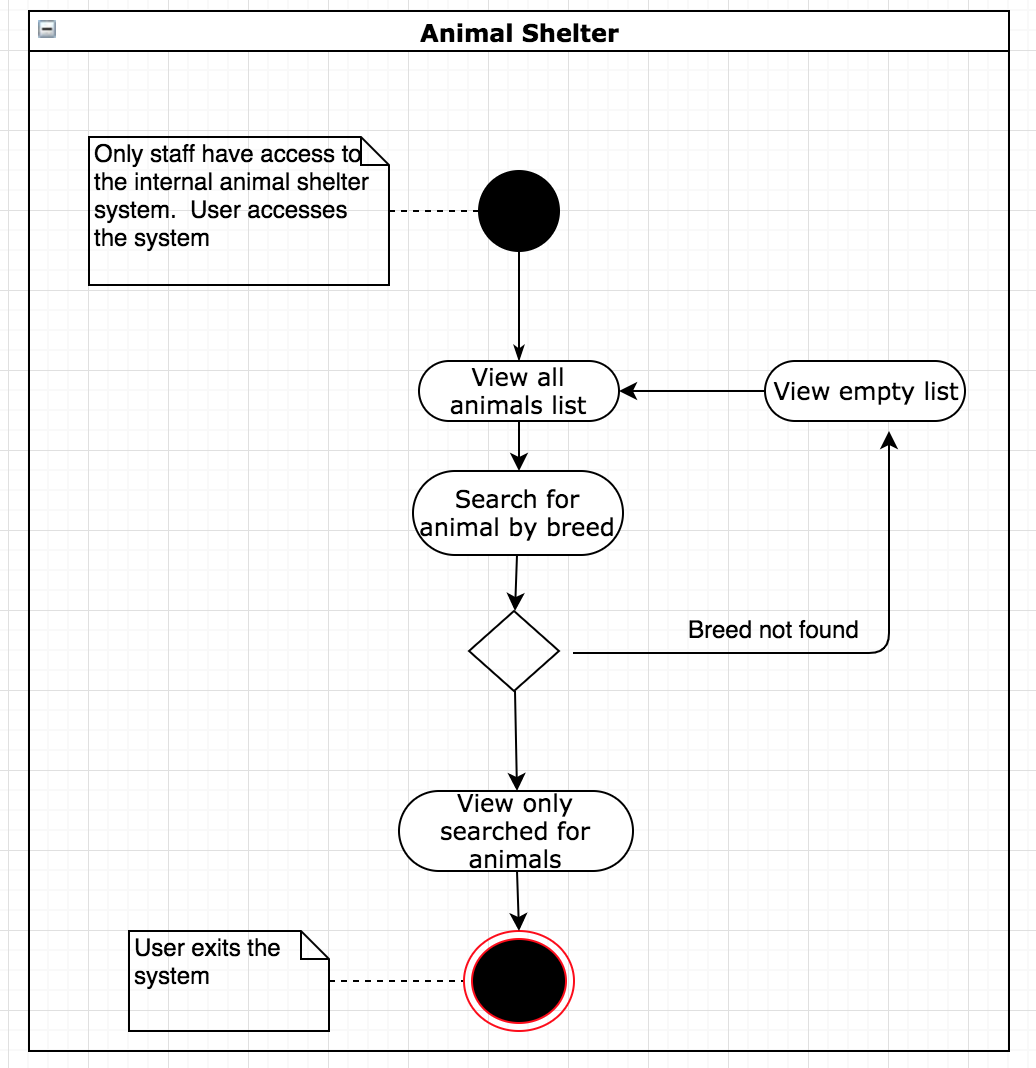 Animal Shelter
Only staff have access to
the internal animal shelter
system.  User accesses
the system
View all
animals list
View empty list
Search for
animal by breed
Breed not found
View only
searched for
animals
User exits the
system